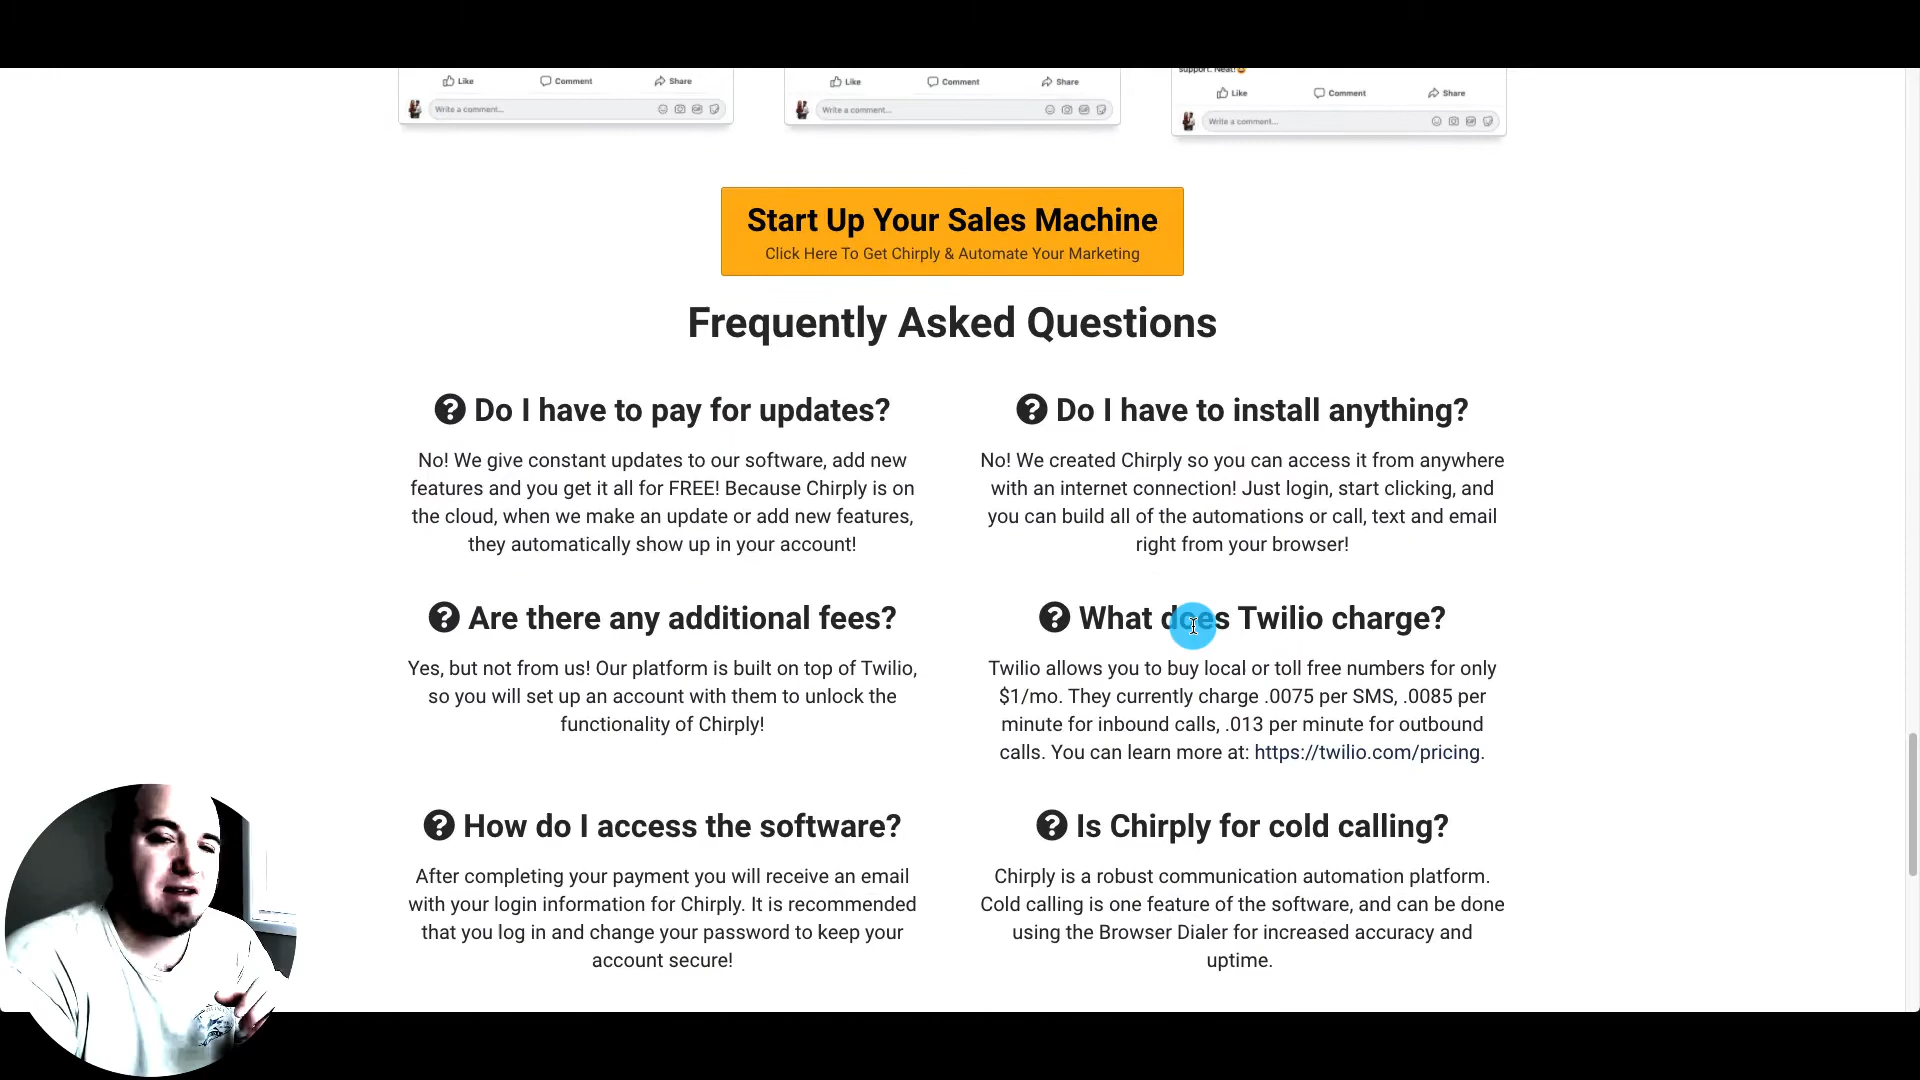 support. Neat!
Like
Comment
Share
Like
Comment
Share
Like
Comment
Share
Write a comment...
Write a comment...
Write a comment...
Start Up Your Sales Machine
Click Here To Get Chirply & Automate Your Marketing
Frequently Asked Questions
Do I have to pay for updates?
No! We give constant updates to our software, add new
features and you get it all for FREE! Because Chirply is on
the cloud, when we make an update or add new features,
they automatically show up in your account!
Do I have to install anything?
No! We created Chirply so you can access it from anywhere
with an internet connection! Just login, start clicking, and
you can build all of the automations or call, text and email
right from your browser!
Are there any additional fees?
Yes, but not from us! Our platform is built on top of Twilio,
so you will set up an account with them to unlock the
functionality of Chirply!
What does Twilio charge?
Twilio allows you to buy local or toll free numbers for only
$1/mo. They currently charge .0075 per SMS, .0085 per
minute for inbound calls, .013 per minute for outbound
calls. You can learn more at: https://twilio.com/pricing.
How do I access the software?
After completing your payment you will receive an email
with your login information for Chirply. It is recommended
that you log in and change your password to keep your
account secure!
Is Chirply for cold calling?
Chirply is a robust communication automation platform.
Cold calling is one feature of the software, and can be done
using the Browser Dialer for increased accuracy and
uptime.